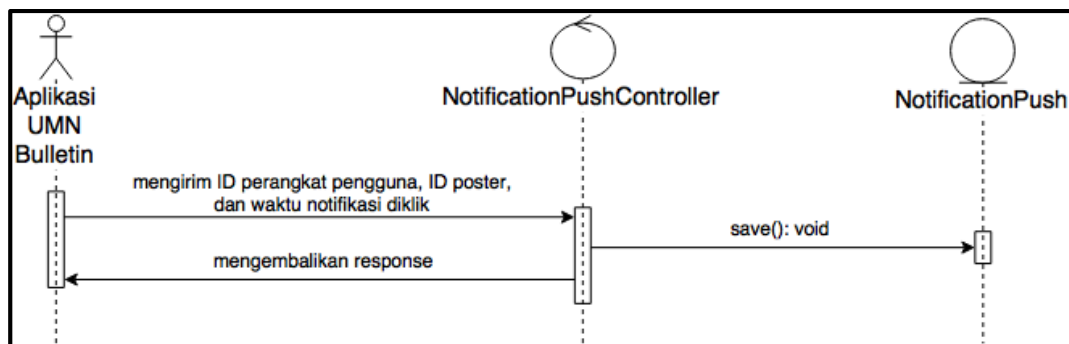 Aplikasi
UMN
Bulletin
NotificationPushController
NotificationPush
mengirim ID perangkat pengguna, ID poster,
dan waktu notifikasi diklik
save(): void
mengembalikan response